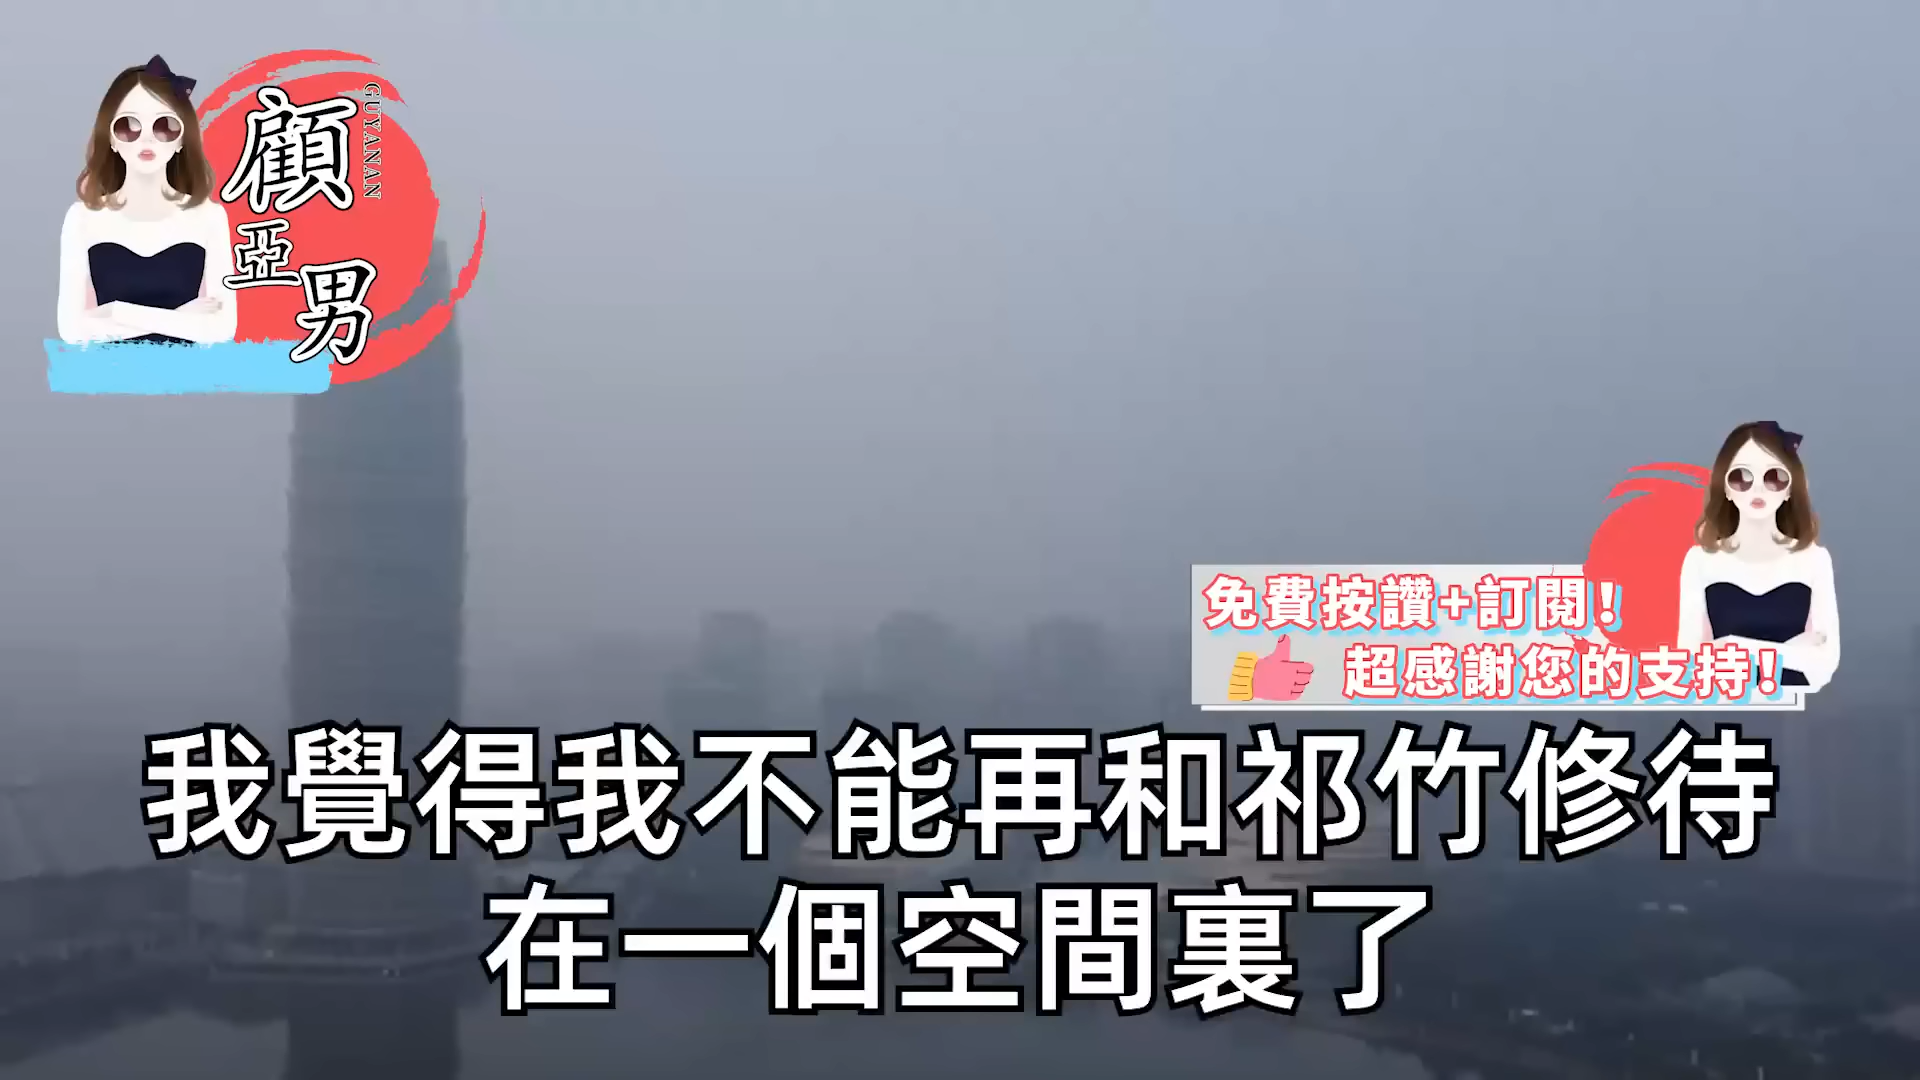 顧亞男
GUYANAN
免費按讚+訂閱!
超感謝您的支持!
我覺得我不能再和祁竹修待
在一個空間裏了